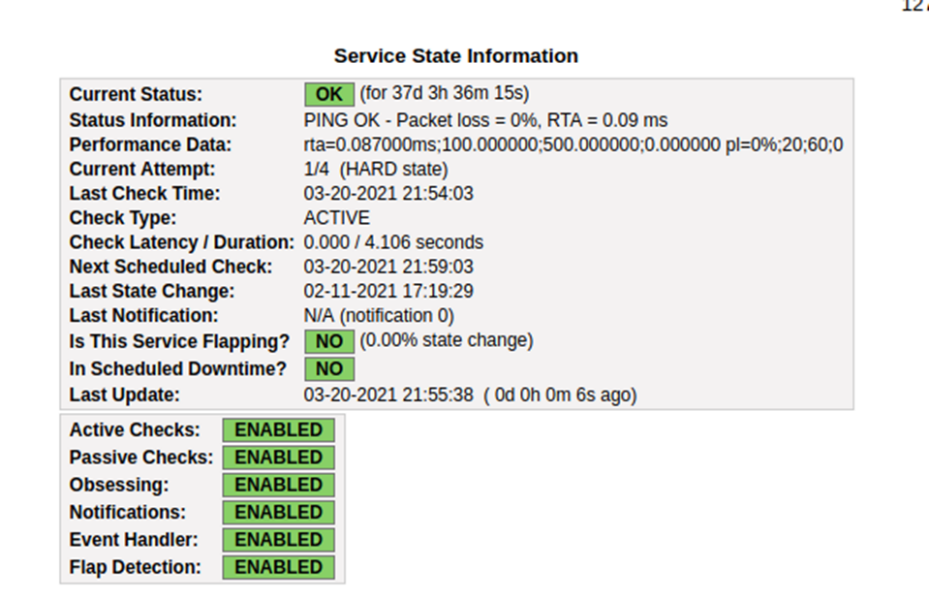 Service State Information
Current Status: OK (for 37d 3h 36m 15s)
Status Information: PING OK - Packet loss = 0%, RTA = 0.09 ms
Performance Data: rta=0.087000ms;100.000000;500.000000;0.000000 pl=0%;20;60;0
Current Attempt: 1/4 (HARD state)
Last Check Time: 03-20-2021 21:54:03
Check Type: ACTIVE
Check Latency / Duration: 0.000 / 4.106 seconds
Next Scheduled Check: 03-20-2021 21:59:03
Last State Change: 02-11-2021 17:19:29
Last Notification: N/A (notification 0)
Is This Service Flapping? NO (0.00% state change)
In Scheduled Downtime? NO
Last Update: 03-20-2021 21:55:38 ( 0d 0h 0m 6s ago)
Active Checks: ENABLED
Passive Checks: ENABLED
Obsessing: ENABLED
Notifications: ENABLED
Event Handler: ENABLED
Flap Detection: ENABLED